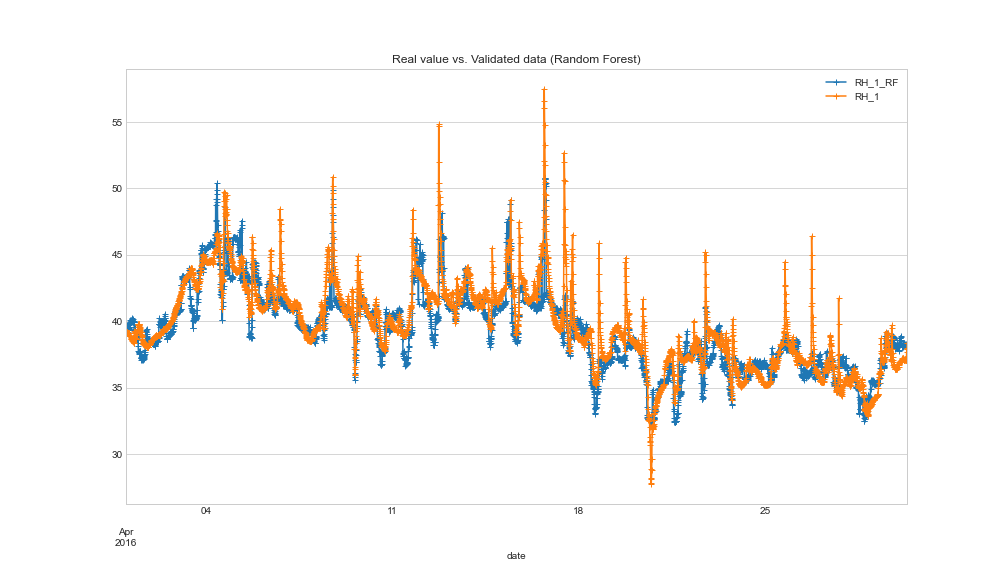 Real value vs. Validated data (Random Forest)
RH_1_RF
RH_1
55
50
45
40
35
30
04
11
18
25
Apr
2016
date